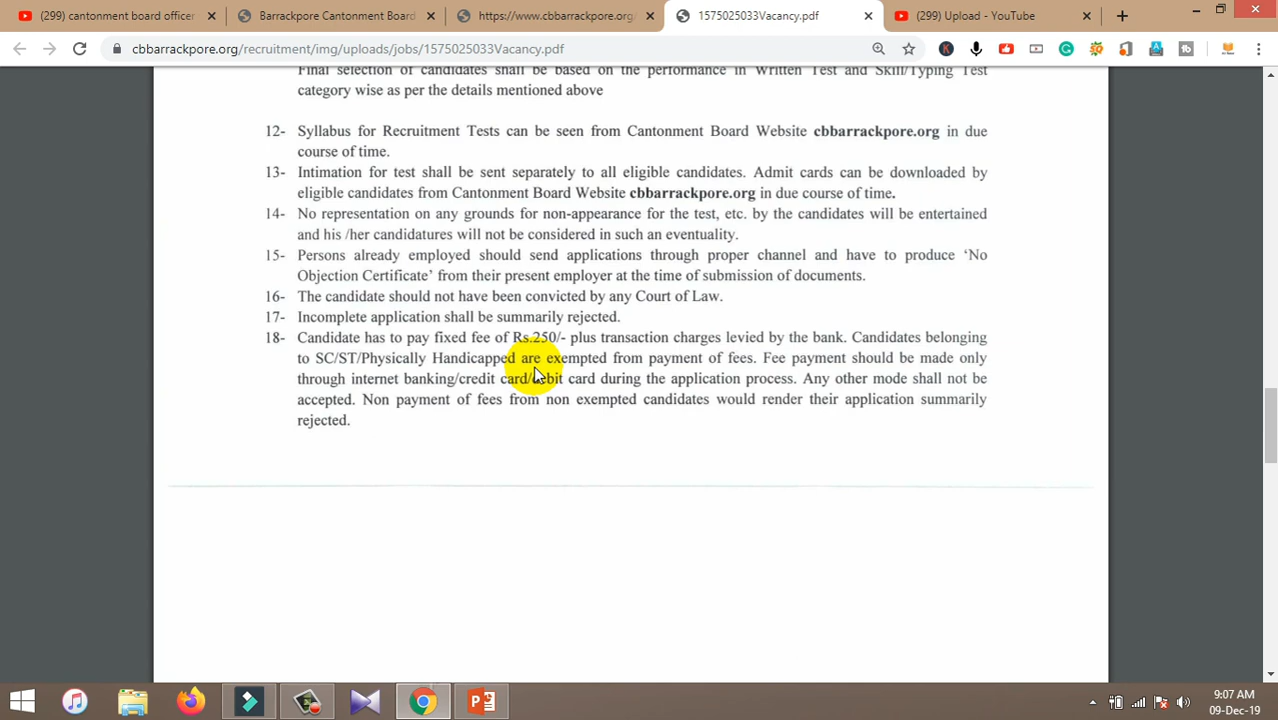 (299) cantonment board officer
Barrackpore Cantonment Board
https://www.cbbarrackpore.org/
1575025033Vacancy.pdf
(299) Upload - YouTube
cbbarrackpore.org/recruitment/img/uploads/jobs/1575025033Vacancy.pdf
Final selection of candidates shall be based on the performance in Written Test and Skill/Typing Test
category wise as per the details mentioned above
12- Syllabus for Recruitment Tests can be seen from Cantonment Board Website cbbarrackpore.org in due
course of time.
13- Intimation for test shall be sent separately to all eligible candidates. Admit cards can be downloaded by
eligible candidates from Cantonment Board Website cbbarrackpore.org in due course of time.
14- No representation on any grounds for non-appearance for the test, etc. by the candidates will be entertained
and his /her candidatures will not be considered in such an eventuality.
15- Persons already employed should send applications through proper channel and have to produce ‘No
Objection Certificate’ from their present employer at the time of submission of documents.
16- The candidate should not have been convicted by any Court of Law.
17- Incomplete application shall be summarily rejected.
18- Candidate has to pay fixed fee of Rs.250/- plus transaction charges levied by the bank. Candidates belonging
to SC/ST/Physically Handicapped are exempted from payment of fees. Fee payment should be made only
through internet banking/credit card/debit card during the application process. Any other mode shall not be
accepted. Non payment of fees from non exempted candidates would render their application summarily
rejected.
9:07 AM
09-Dec-19